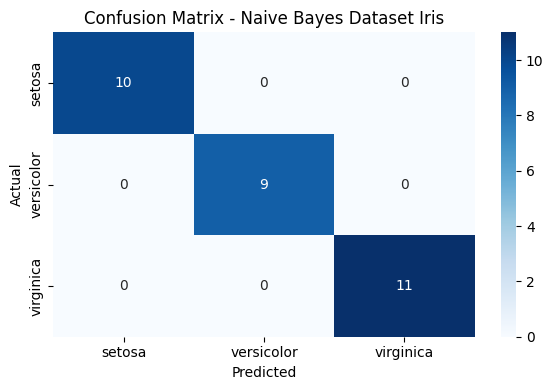 Confusion Matrix - Naive Bayes Dataset Iris
Actual
setosa
10
0
0
versicolor
0
9
0
virginica
0
0
11
setosa
versicolor
virginica
Predicted
10
8
6
4
2
0